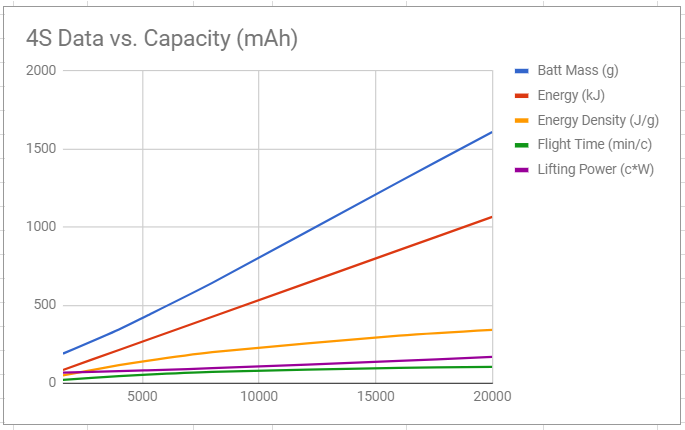 4S Data vs. Capacity (mAh)
2000
1500
1000
500
0
5000
10000
15000
20000
Batt Mass (g)
Energy (kJ)
Energy Density (J/g)
Flight Time (min/c)
Lifting Power (c*W)